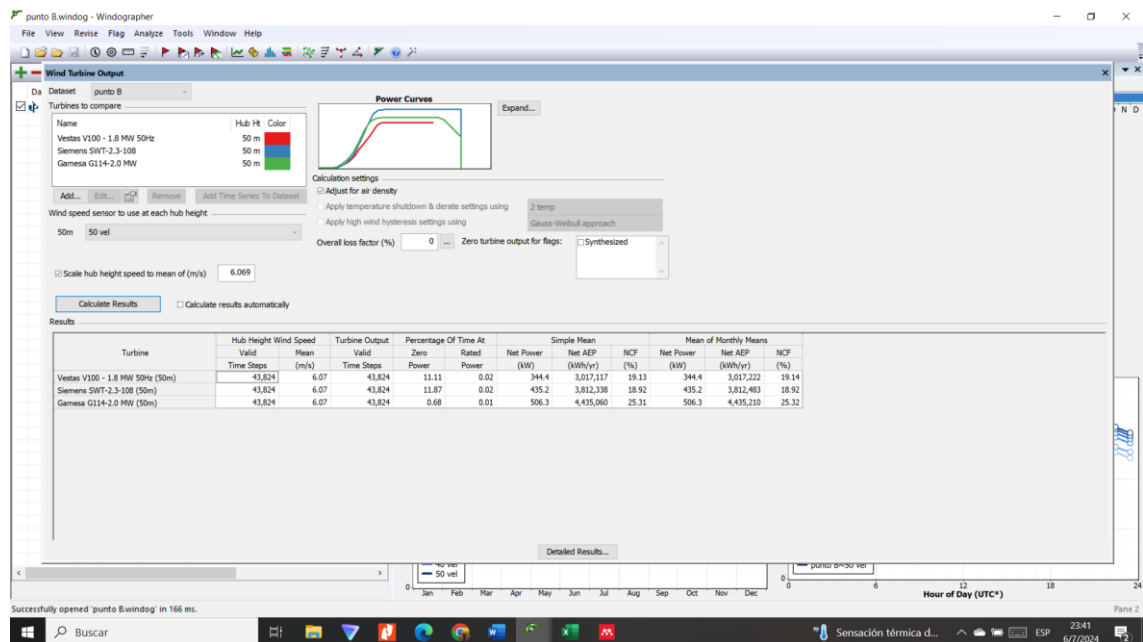 punto B.windog - Windographer
File View Revise Flag Analyze Tools Window Help
Wind Turbine Output
Da
Dataset punto B
Turbines to compare
Name Hub Ht Color
Vestas V100 - 1.8 MW 50Hz 50 m
Siemens SWT-2.3-108 50 m
Gamesa G114-2.0 MW 50 m
Add... Edit... Remove Add Time Series To Dataset
Power Curves
Expand...
N D
Wind speed sensor to use at each hub height
50m 50 vel
Scale hub height speed to mean of (m/s) 6.069
Calculation settings
Adjust for air density
Apply temperature shutdown & derate settings using 2 temp
Apply high wind hysteresis settings using Gauss-Weibull approach
Overall loss factor (%) 0 ... Zero turbine output for flags: Synthesized
Calculate Results Calculate results automatically
Results
Hub Height Wind Speed Turbine Output Percentage Of Time At Simple Mean Mean of Monthly Means
Turbine Valid Mean Valid Zero Rated Net Power Net AEP NCF Net Power Net AEP NCF
Time Steps (m/s) Time Steps Power Power (kW) (kWh/yr) (%) (kW) (kWh/yr) (%)
Vestas V100 - 1.8 MW 50Hz (50m) 43,824 6.07 43,824 11.11 0.02 344.4 3,017,117 19.13 344.4 3,017,222 19.14
Siemens SWT-2.3-108 (50m) 43,824 6.07 43,824 11.87 0.02 435.2 3,812,338 18.92 435.2 3,812,483 18.92
Gamesa G114-2.0 MW (50m) 43,824 6.07 43,824 0.68 0.01 506.3 4,435,060 25.31 506.3 4,435,210 25.32
Detailed Results...
40 vel
50 vel
punto B~50 vel
0 Jan Feb Mar Apr May Jun Jul Aug Sep Oct Nov Dec
0 0 6 12 18 24
Hour of Day (UTC*)
Successfully opened 'punto B.windog' in 166 ms.
Pane 2
Buscar
Sensación térmica d...
ESP
23:41
6/7/2024